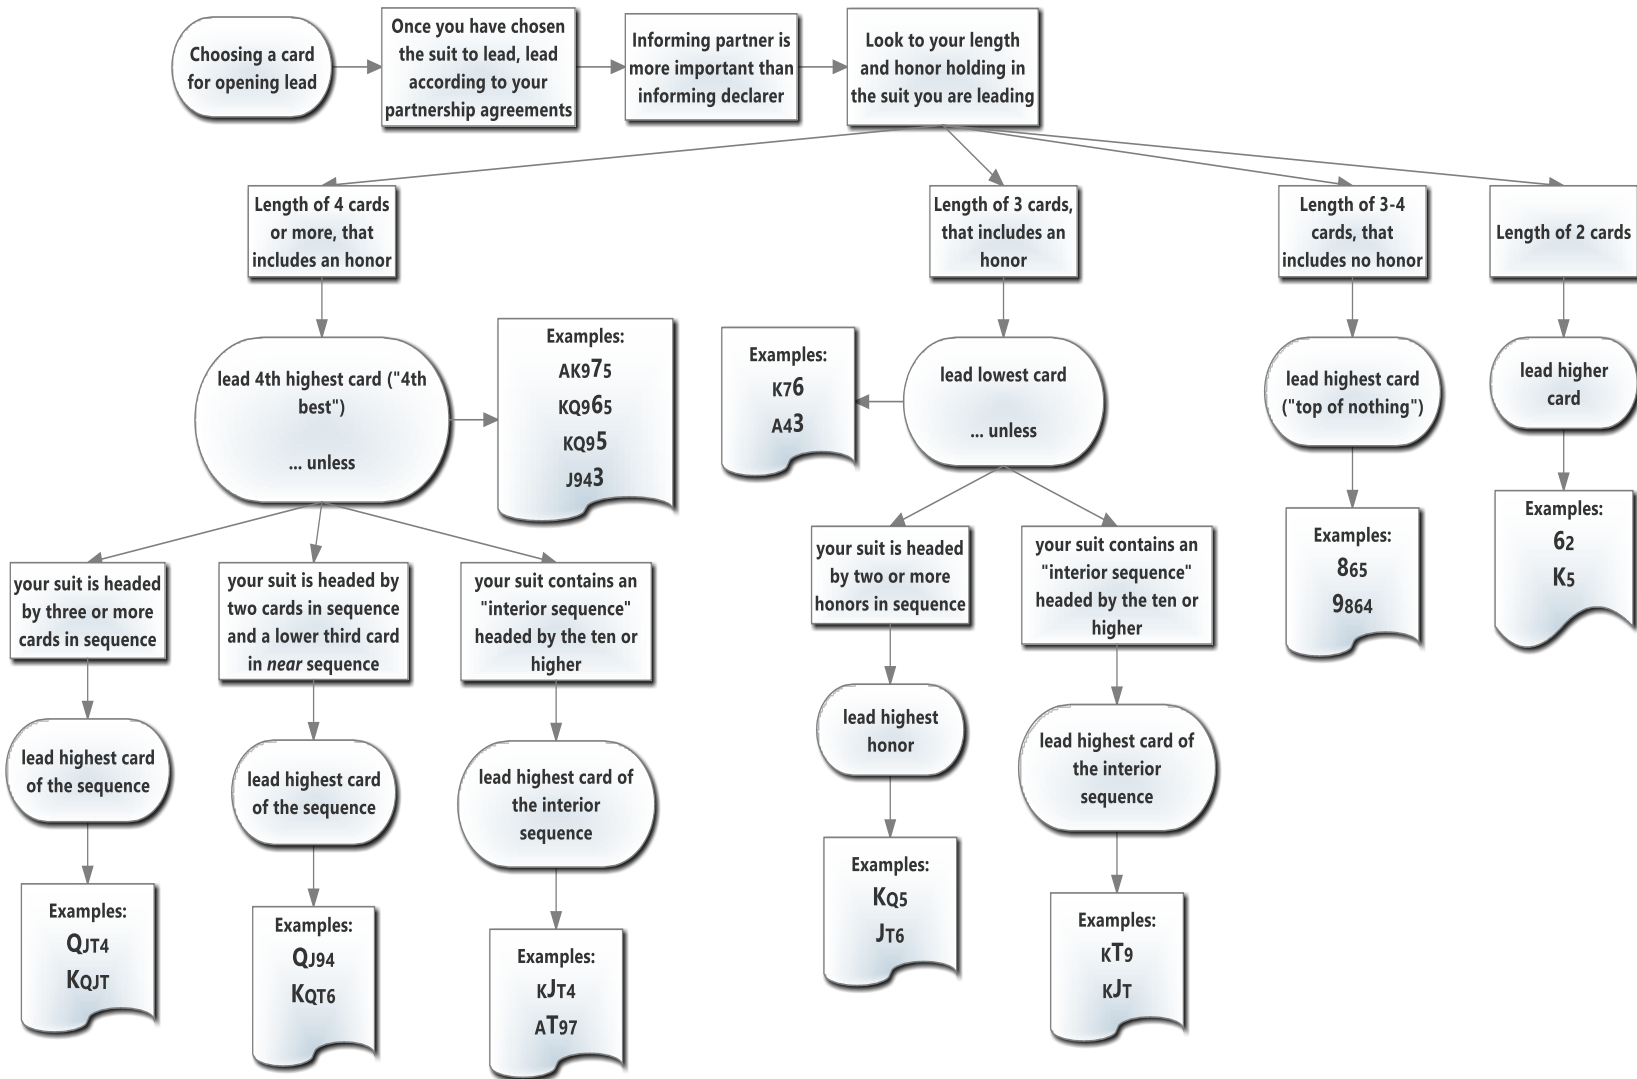 Choosing a card
for opening lead
Once you have chosen
the suit to lead, lead
according to your
partnership agreements
Informing partner is
more important than
informing declarer
Look to your length
and honor holding in
the suit you are leading
Length of 4 cards
or more, that
includes an honor
Length of 3 cards,
that includes an
honor
Length of 3-4
cards, that
includes no honor
Length of 2 cards
lead 4th highest card ("4th
best")
... unless
Examples:
AK975
KQ965
KQ95
J943
Examples:
K76
A43
lead lowest card
... unless
lead highest card
("top of nothing")
lead higher
card
Examples:
865
9864
Examples:
62
K5
your suit is headed
by three or more
cards in sequence
your suit is headed by
two cards in sequence
and a lower third card
in near sequence
your suit contains an
"interior sequence"
headed by the ten or
higher
your suit is headed
by two or more
honors in sequence
your suit contains an
"interior sequence"
headed by the ten or
higher
lead highest card
of the sequence
lead highest card
of the sequence
lead highest card of
the interior
sequence
lead highest
honor
lead highest card of
the interior
sequence
Examples:
QJT4
KQJT
Examples:
QJ94
KQT6
Examples:
KJT4
AT97
Examples:
KQ5
JT6
Examples:
KT9
KJT